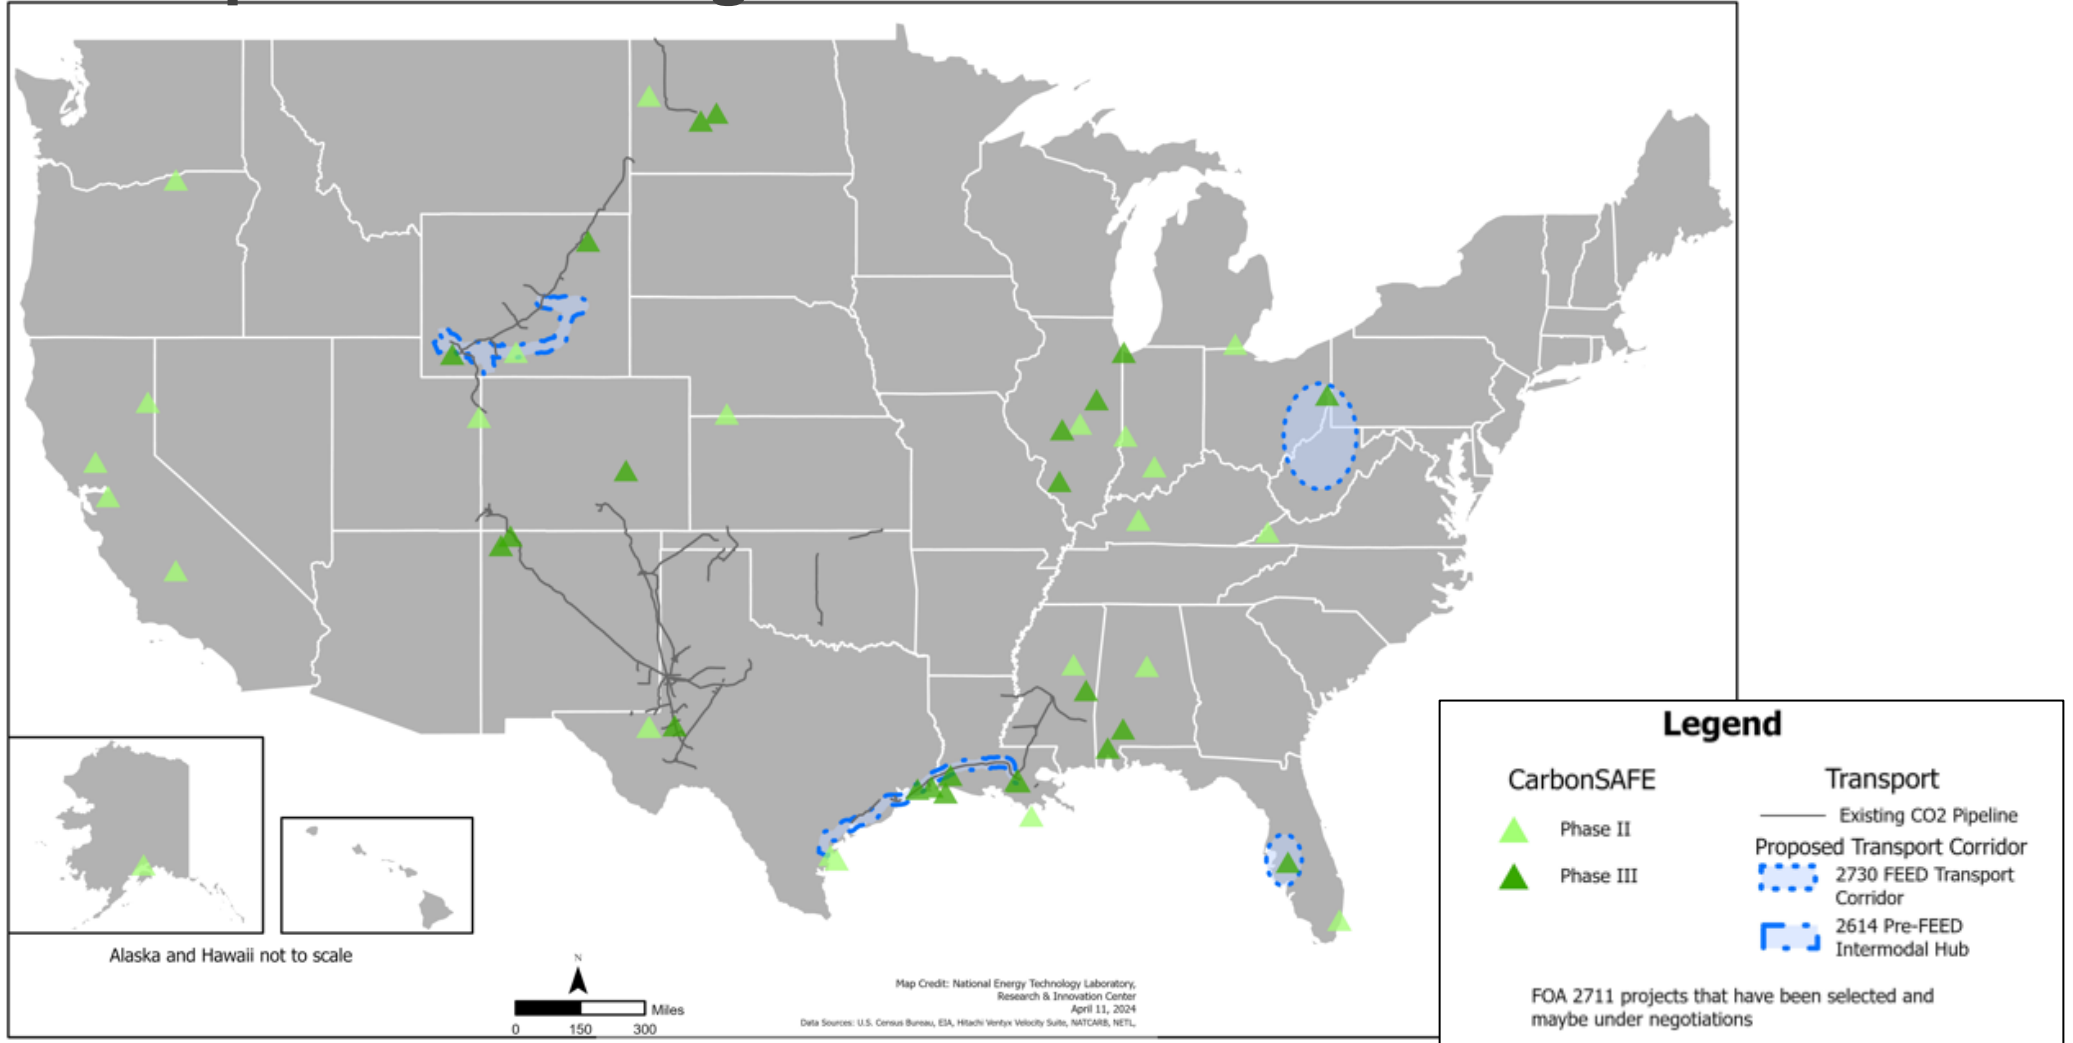 Alaska and Hawaii not to scale
N
Miles
0 150 300
Map Credit: National Energy Technology Laboratory,
Research & Innovation Center
April 11, 2024
Data Sources: U.S. Census Bureau, EIA, Hitachi Ventyx Velocity Suite, NATCARB, NETL,
Legend
CarbonSAFE
Phase II
Phase III
Transport
Existing CO2 Pipeline
Proposed Transport Corridor
2730 FEED Transport
Corridor
2614 Pre-FEED
Intermodal Hub
FOA 2711 projects that have been selected and
maybe under negotiations